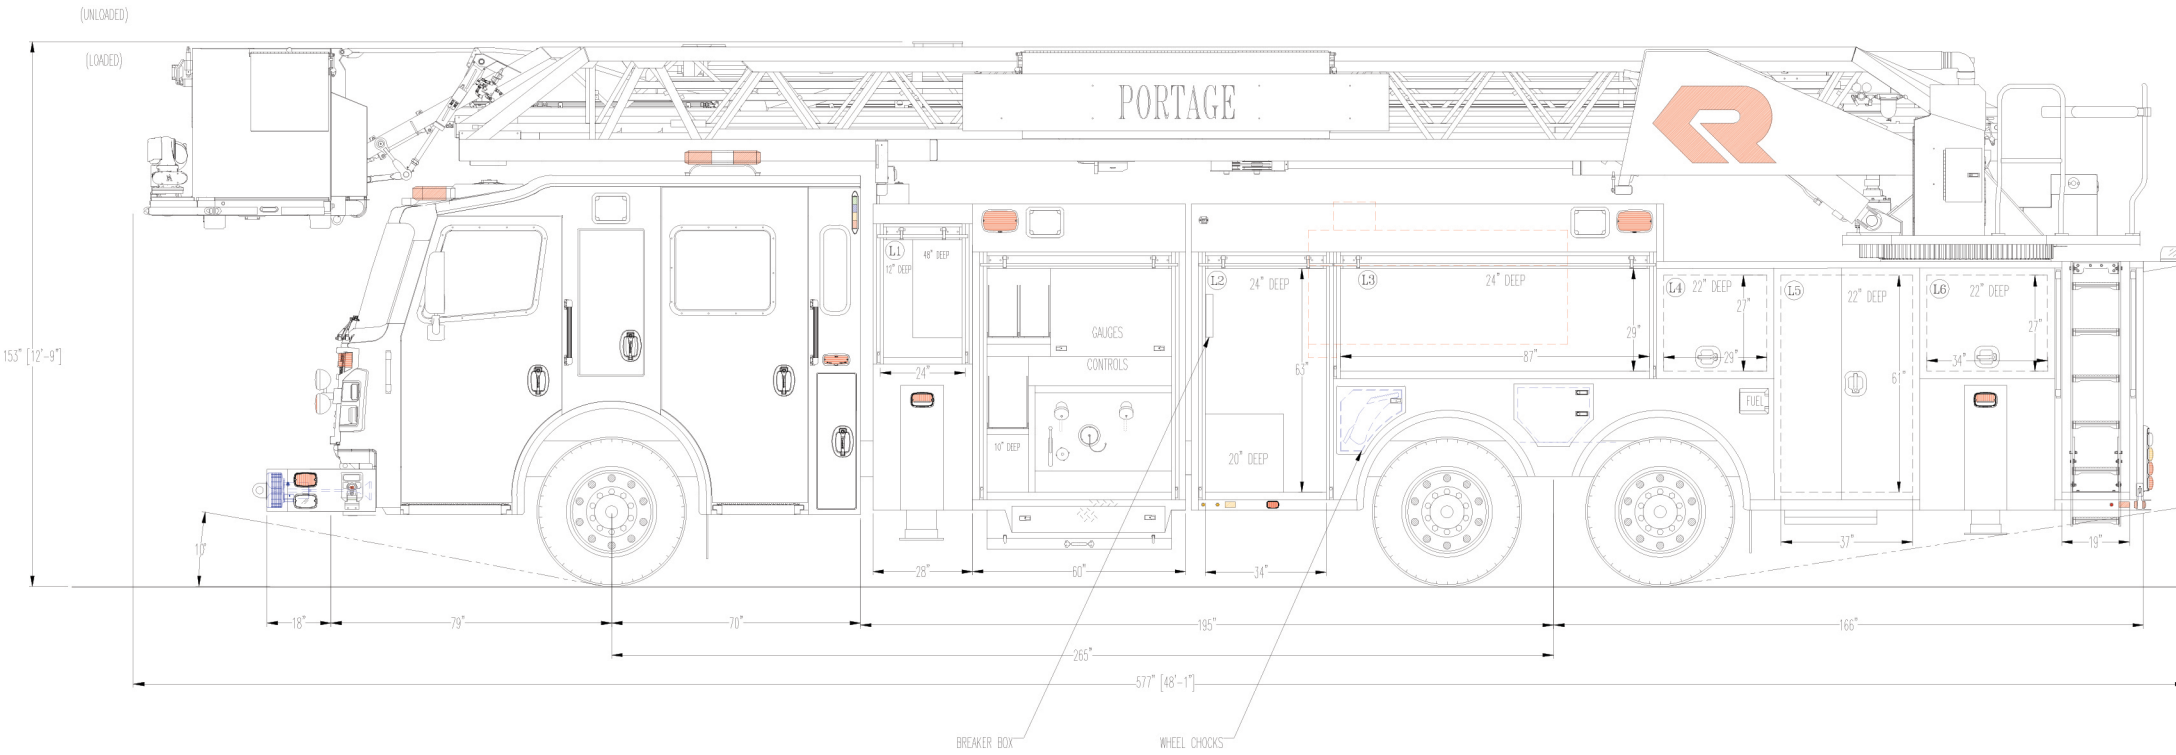 (UNLOADED)
(LOADED)
PORTAGE
R
L1
48" DEEP
12" DEEP
L2
24" DEEP
L3
24" DEEP
L4
22" DEEP
27"
L5
22" DEEP
L6
22" DEEP
27"
153" [12'-9"]
GAUGES
CONTROLS
24"
63"
87"
29"
29"
61"
34"
FUEL
10" DEEP
20" DEEP
10°
28"
60"
34"
37"
19"
18"
79"
70"
195"
166"
265"
577" [48'-1"]
BREAKER BOX
WHEEL CHOCKS